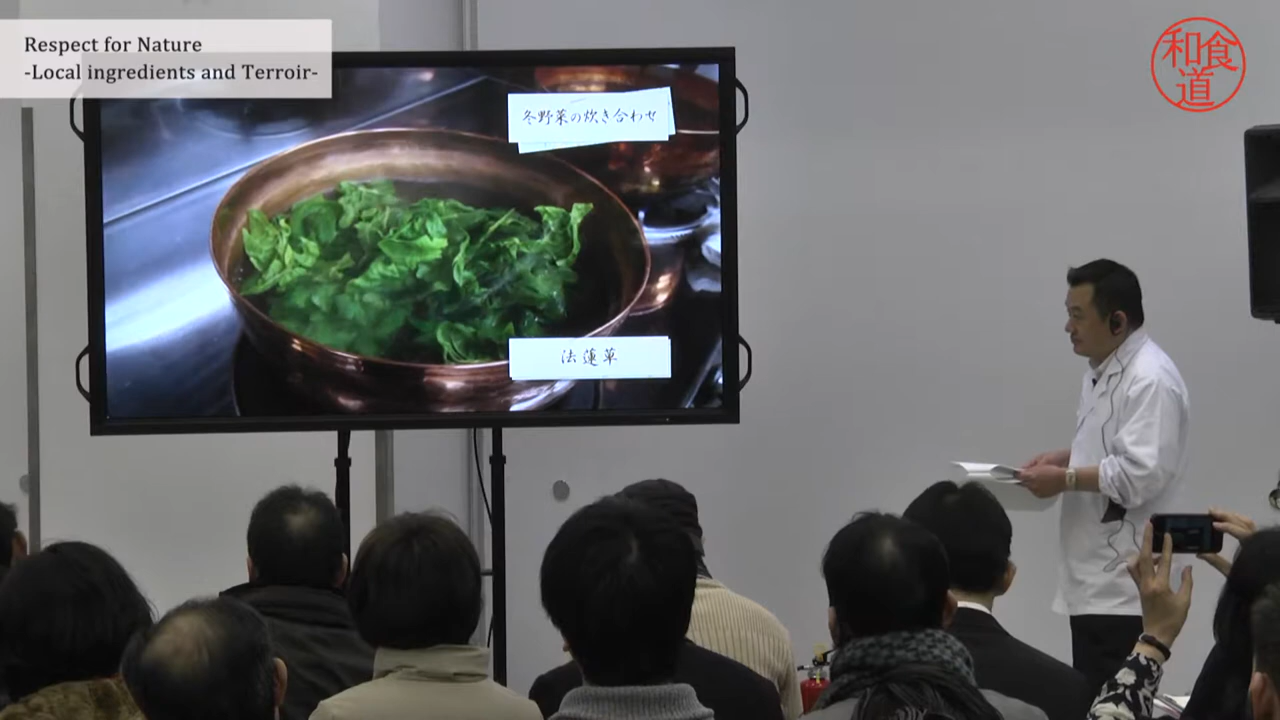 Respect for Nature
-Local ingredients and Terroir-
和食道
冬野菜の炊き合わせ
法蓮草